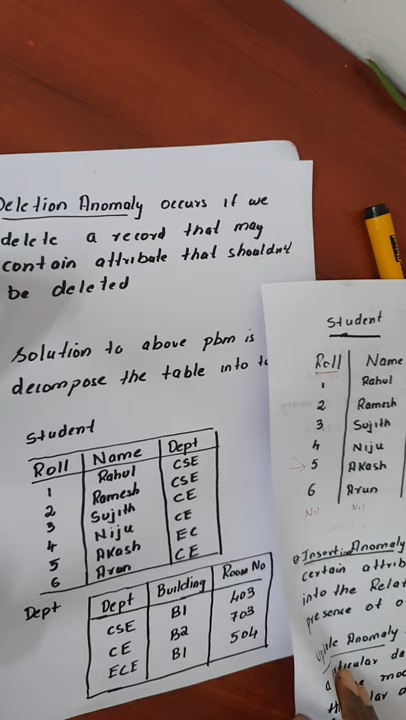 Deletion Anomaly occurs if we
delete a record that may
contain attribute that shouldn't
be deleted
Solution to above pbm is
decompose the table into
Student
Roll Name Dept
1 Rahul CSE
2 Ramesh CSE
3 Sujith CE
4 Niju CE
5 Akash EC
6 Arun CE
Dept
Dept Building Room No
CSE B1 403
CE B2 703
ECE B1 504
Student
Roll Name
1 Rahul
2 Ramesh
3 Sujith
4 Niju
5 Akash
6 Arun
Nil Nil
Insertion Anomaly
certain attrib
into the Rela
presence of o
Anomaly